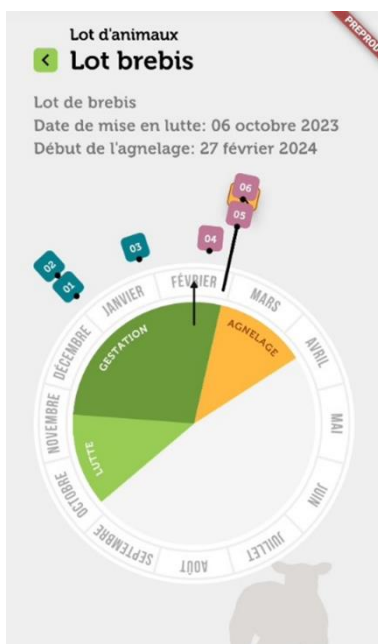 PREPROD
Lot d'animaux
Lot brebis
Lot de brebis
Date de mise en lutte: 06 octobre 2023
Début de l'agnelage: 27 février 2024
06
05
04
03
02
01
JANVIER
FÉVRIER
MARS
AVRIL
MAI
JUIN
JUILLET
AOÛT
SEPTEMBRE
OCTOBRE
NOVEMBRE
DÉCEMBRE
GESTATION
AGNELAGE
LUTTE